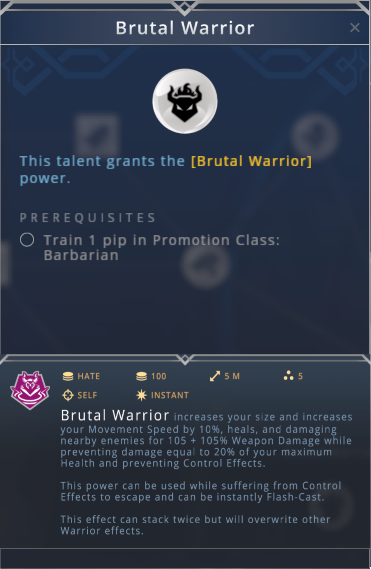 Brutal Warrior
This talent grants the [Brutal Warrior]
power.
PREREQUISITES
Train 1 pip in Promotion Class:
Barbarian
HATE 100 5 M 5
SELF INSTANT
Brutal Warrior increases your size and increases
your Movement Speed by 10%, heals, and damaging
nearby enemies for 105 + 105% Weapon Damage while
preventing damage equal to 20% of your maximum
Health and preventing Control Effects.
This power can be used while suffering from Control
Effects to escape and can be instantly Flash-Cast.
This effect can stack twice but will overwrite other
Warrior effects.